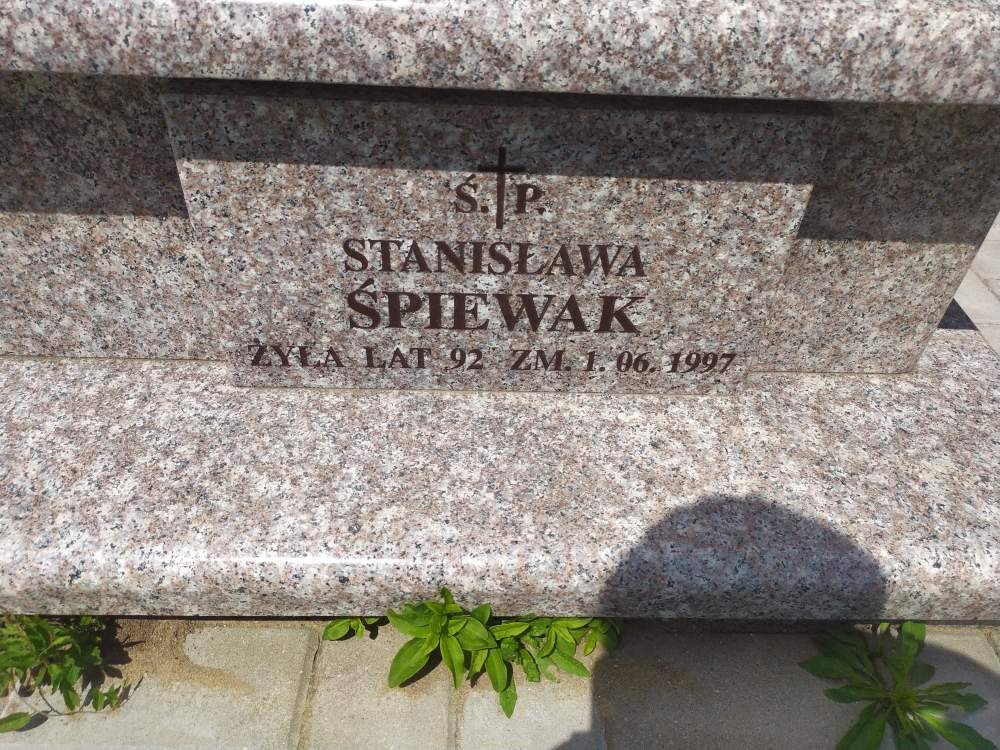 Ś. P.
STANISŁAWA
ŚPIEWAK
ŻYŁA LAT 92 ZM. 1. 06. 1997